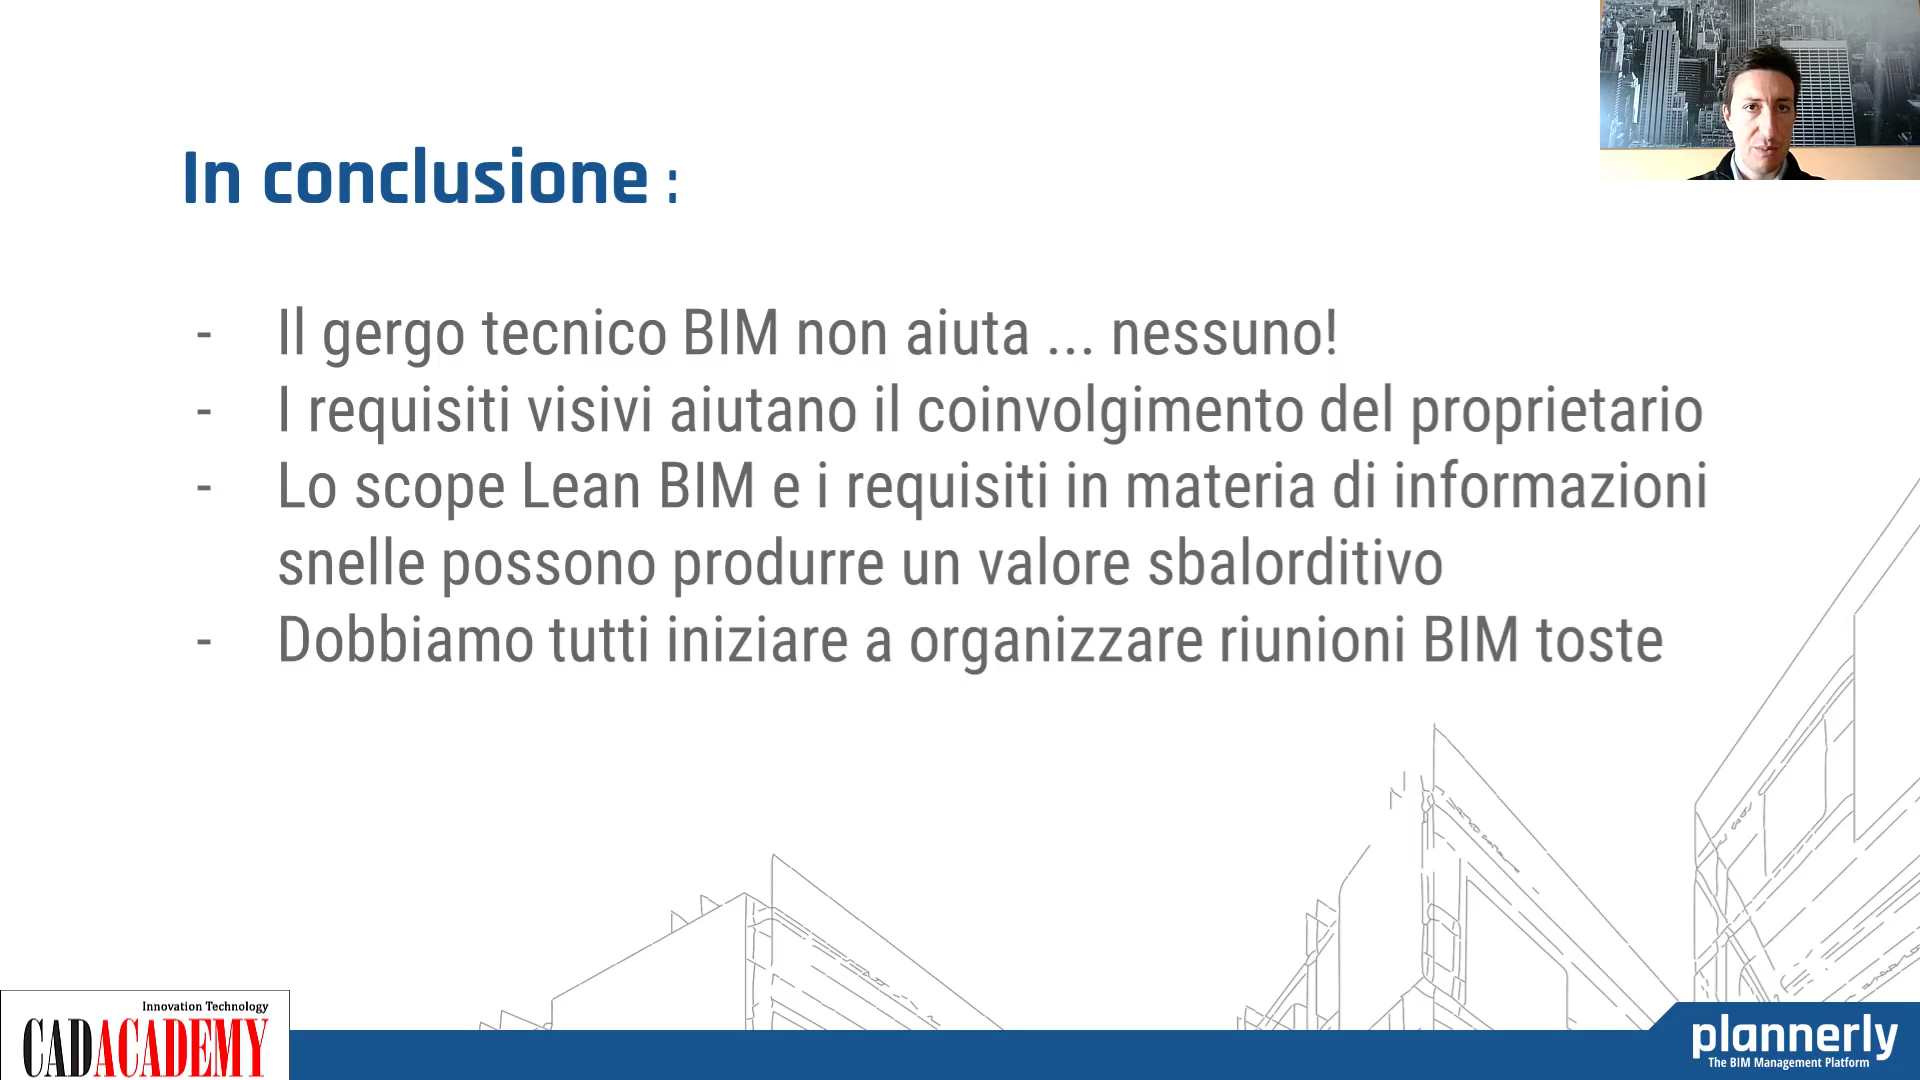 In conclusione :
- Il gergo tecnico BIM non aiuta ... nessuno!
- I requisiti visivi aiutano il coinvolgimento del proprietario
- Lo scope Lean BIM e i requisiti in materia di informazioni
snelle possono produrre un valore sbalorditivo
- Dobbiamo tutti iniziare a organizzare riunioni BIM toste
Innovation Technology
CADACADEMY
plannerly
The BIM Management Platform